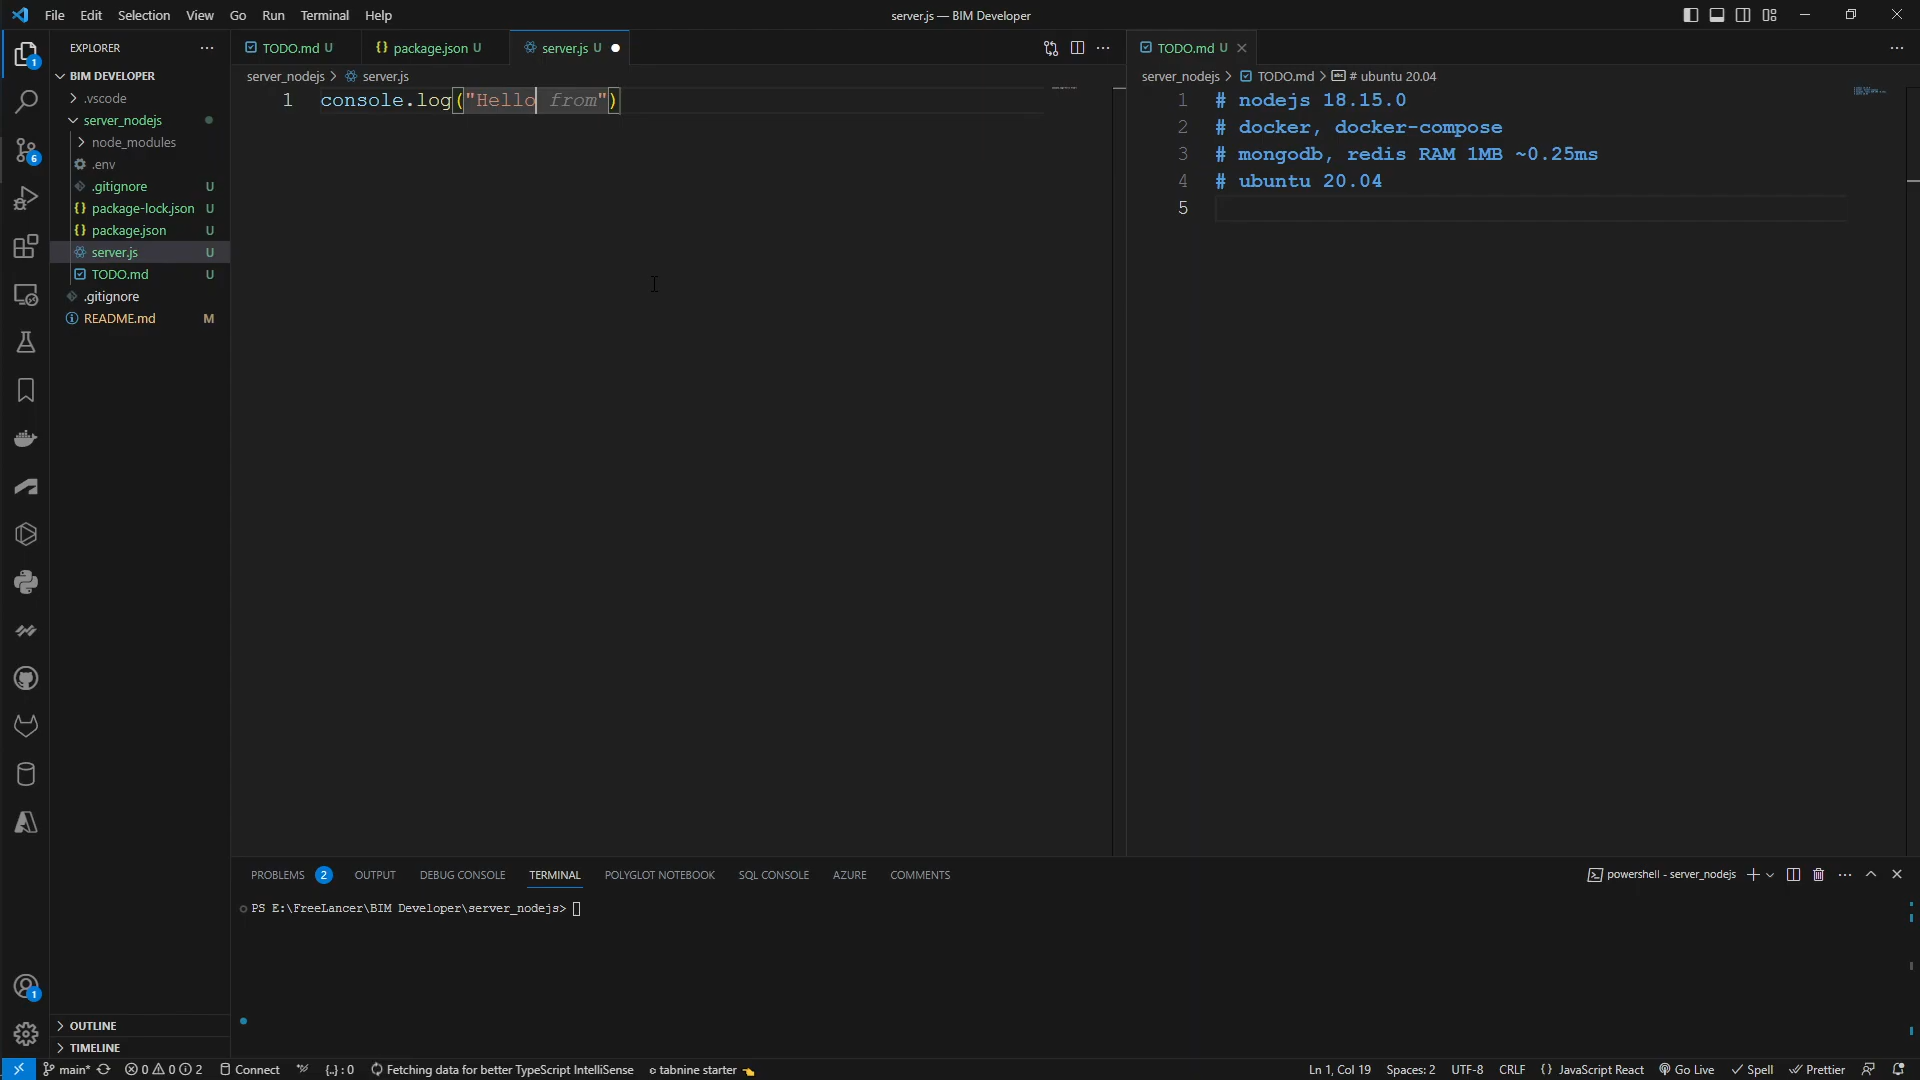 File Edit Selection View Go Run Terminal Help
server.js — BIM Developer
EXPLORER
BIM DEVELOPER
.vscode
server_nodejs
node_modules
.env
.gitignore U
package-lock.json U
package.json U
server.js U
TODO.md U
.gitignore
README.md M
OUTLINE
TIMELINE
1
6
1
TODO.md U
package.json U
server.js U
server_nodejs > server.js
1 console.log("Hello from")
TODO.md U
server_nodejs > TODO.md > # ubuntu 20.04
1 # nodejs 18.15.0
2 # docker, docker-compose
3 # mongodb, redis RAM 1MB ~0.25ms
4 # ubuntu 20.04
5
PROBLEMS 2 OUTPUT DEBUG CONSOLE TERMINAL POLYGLOT NOTEBOOK SQL CONSOLE AZURE COMMENTS
powershell - server_nodejs
PS E:\FreeLancer\BIM Developer\server_nodejs>
main* 0 0 2 Connect {..} : 0 Fetching data for better TypeScript IntelliSense tabnine starter
Ln 1, Col 19 Spaces: 2 UTF-8 CRLF {} JavaScript React Go Live Spell Prettier